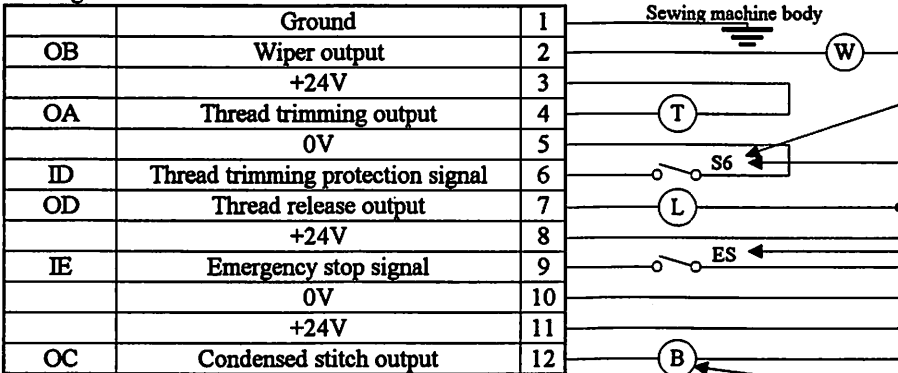 Sewing machine body
Ground 1
OB Wiper output 2 W
+24V 3
OA Thread trimming output 4 T
0V 5
S6
ID Thread trimming protection signal 6
OD Thread release output 7 L
+24V 8
ES
IE Emergency stop signal 9
0V 10
+24V 11
OC Condensed stitch output 12 B